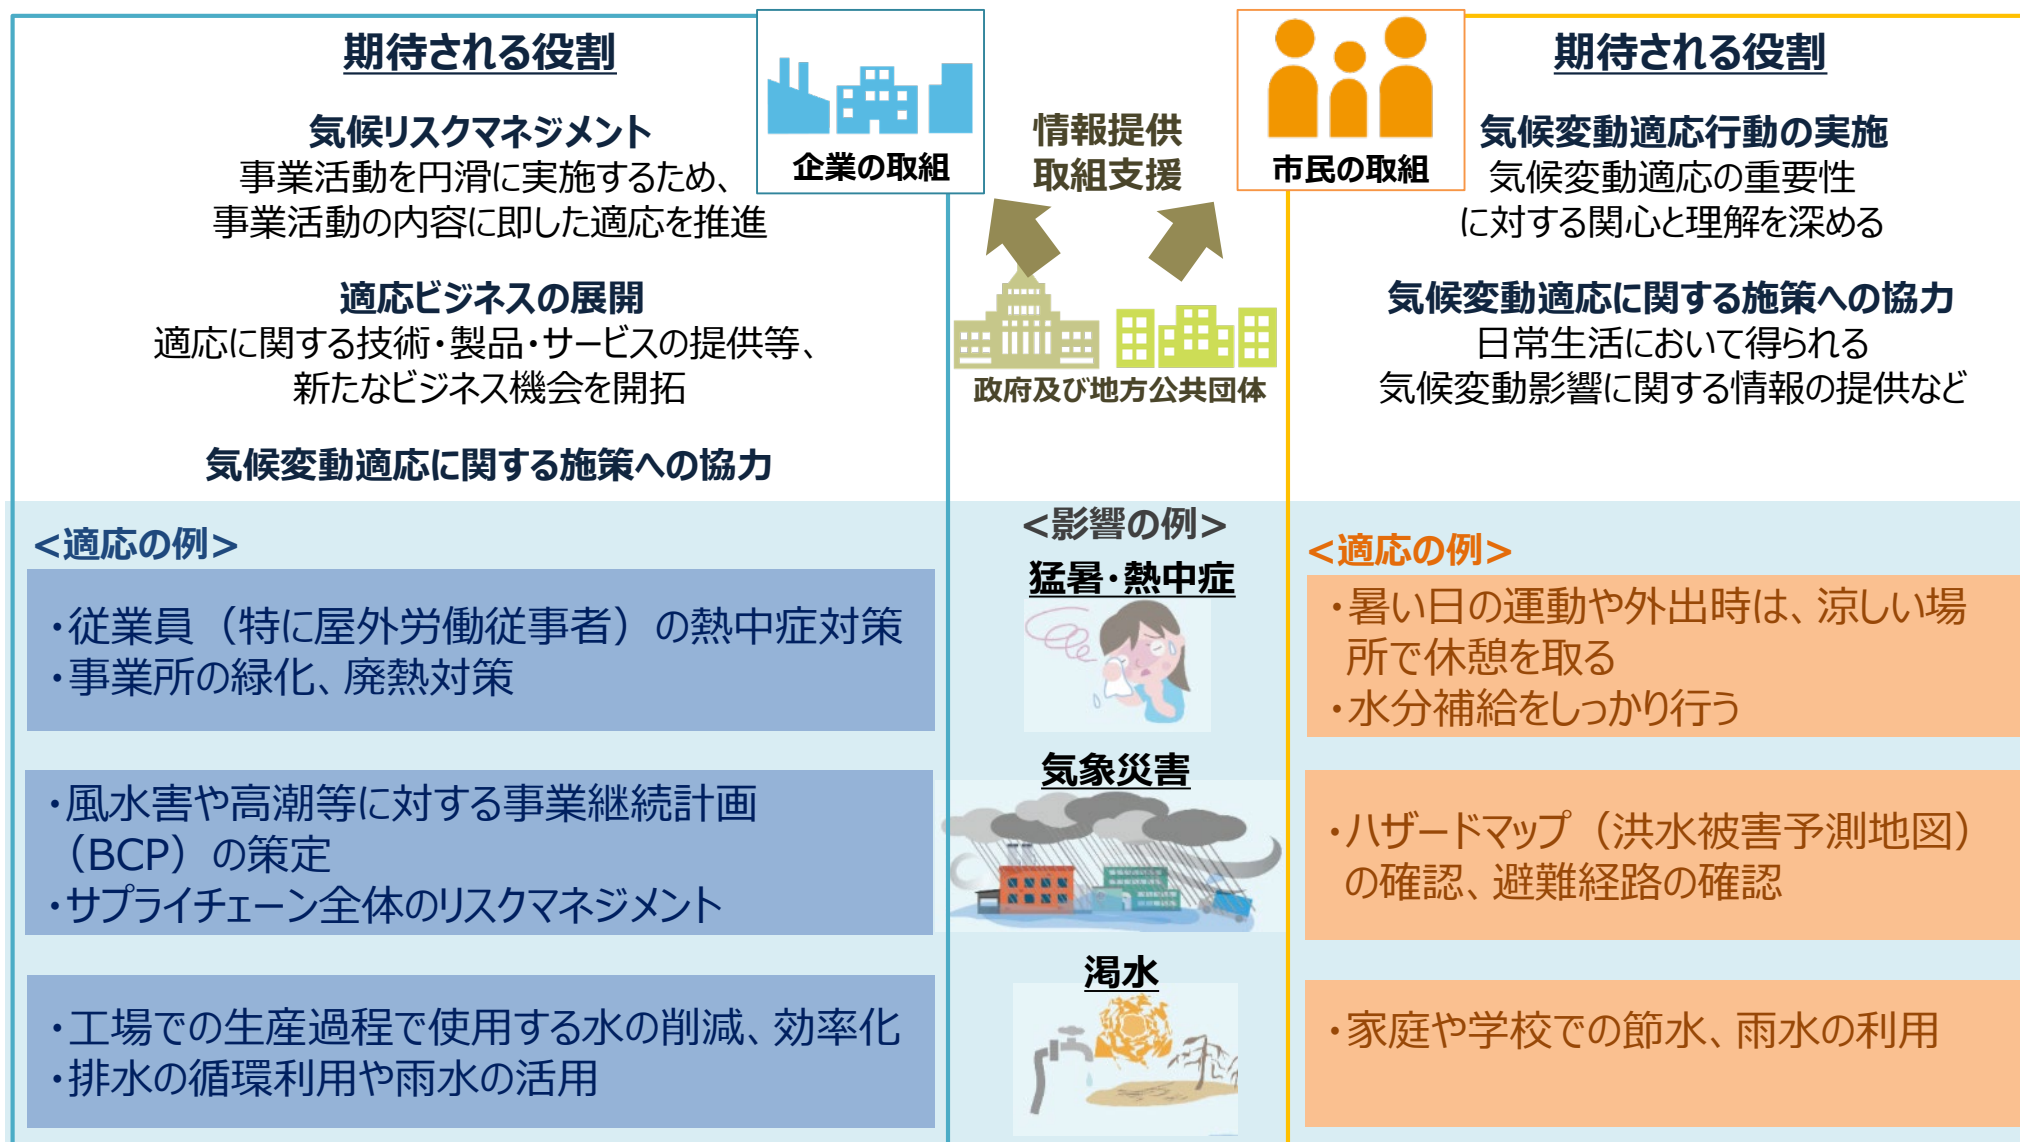 期待される役割
気候リスクマネジメント
事業活動を円滑に実施するため、
事業活動の内容に即した適応を推進
適応ビジネスの展開
適応に関する技術・製品・サービスの提供等、
新たなビジネス機会を開拓
気候変動適応に関する施策への協力
企業の取組
情報提供
取組支援
政府及び地方公共団体
市民の取組
期待される役割
気候変動適応行動の実施
気候変動適応の重要性
に対する関心と理解を深める
気候変動適応に関する施策への協力
日常生活において得られる
気候変動影響に関する情報の提供など
<適応の例>
・従業員（特に屋外労働従事者）の熱中症対策
・事業所の緑化、廃熱対策
・風水害や高潮等に対する事業継続計画
（BCP）の策定
・サプライチェーン全体のリスクマネジメント
・工場での生産過程で使用する水の削減、効率化
・排水の循環利用や雨水の活用
<影響の例>
猛暑・熱中症
気象災害
渇水
<適応の例>
・暑い日の運動や外出時は、涼しい場
所で休憩を取る
・水分補給をしっかり行う
・ハザードマップ（洪水被害予測地図）
の確認、避難経路の確認
・家庭や学校での節水、雨水の利用